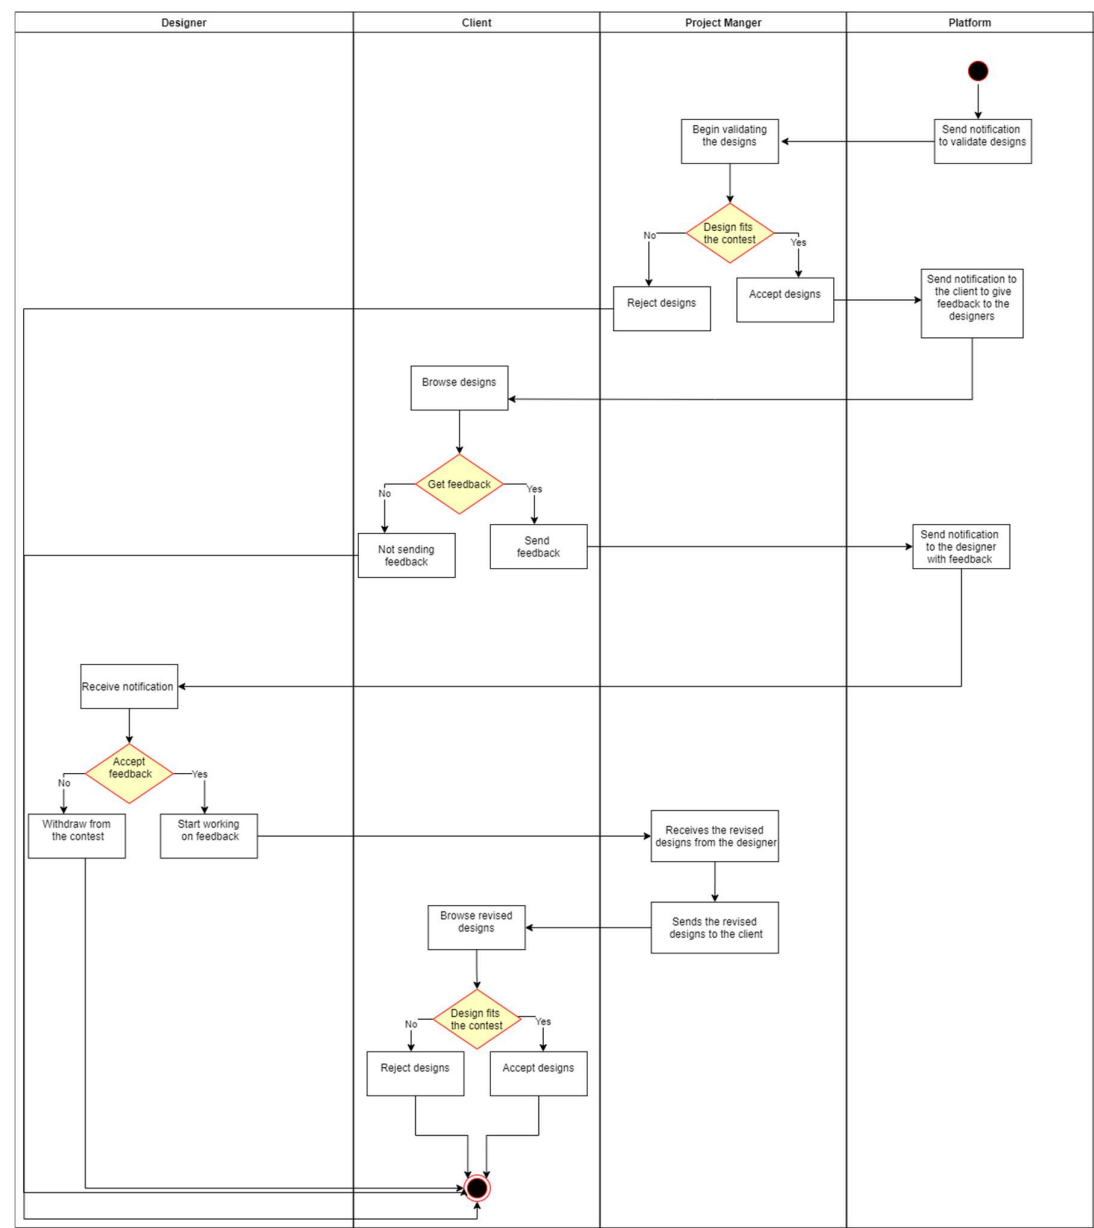 Designer
Client
Project Manger
Platform
Send notification
to validate designs
Begin validating
the designs
Design fits
the contest
No
Yes
Reject designs
Accept designs
Send notification to
the client to give
feedback to the
designers
Browse designs
Get feedback
No
Yes
Not sending
feedback
Send
feedback
Send notification
to the designer
with feedback
Receive notification
Accept
feedback
No
Yes
Withdraw from
the contest
Start working
on feedback
Receives the revised
designs from the designer
Sends the revised
designs to the client
Browse revised
designs
Design fits
the contest
No
Yes
Reject designs
Accept designs